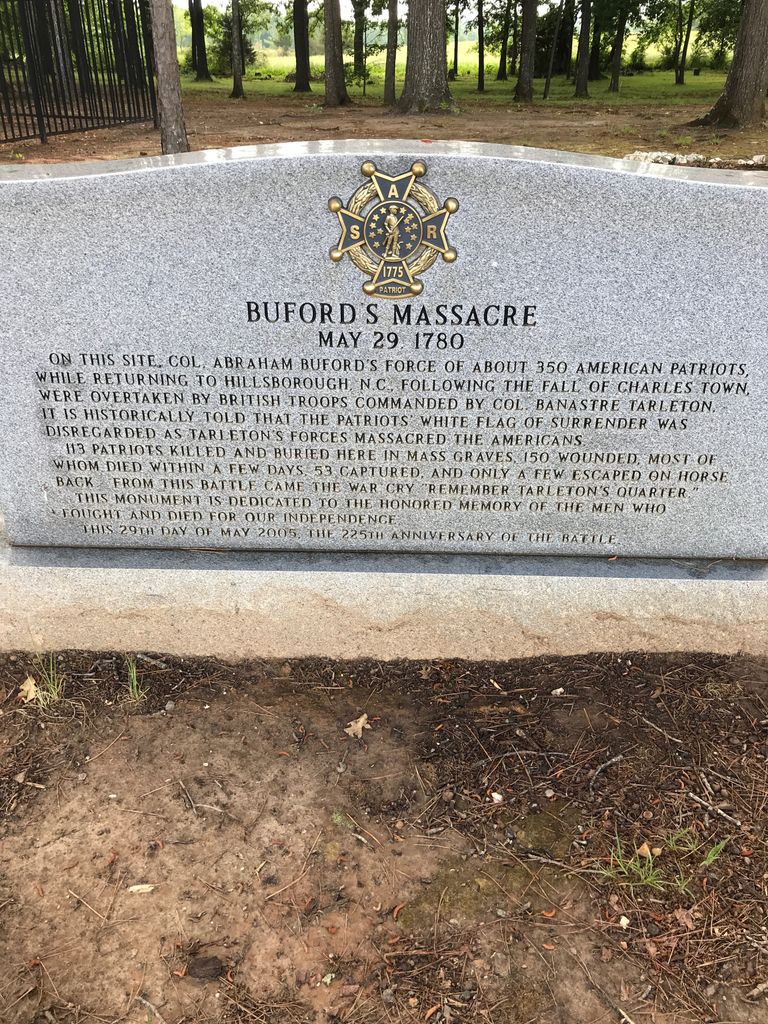 A
S R
1775
PATRIOT
BUFORD'S MASSACRE
MAY 29 1780
ON THIS SITE, COL. ABRAHAM BUFORD'S FORCE OF ABOUT 350 AMERICAN PATRIOTS,
WHILE RETURNING TO HILLSBOROUGH, N.C., FOLLOWING THE FALL OF CHARLES TOWN,
WERE OVERTAKEN BY BRITISH TROOPS COMMANDED BY COL. BANASTRE TARLETON.
IT IS HISTORICALLY TOLD THAT THE PATRIOTS' WHITE FLAG OF SURRENDER WAS
DISREGARDED AS TARLETON'S FORCES MASSACRED THE AMERICANS.
113 PATRIOTS KILLED AND BURIED HERE IN MASS GRAVES, 150 WOUNDED, MOST OF
WHOM DIED WITHIN A FEW DAYS, 53 CAPTURED, AND ONLY A FEW ESCAPED ON HORSE
BACK. FROM THIS BATTLE CAME THE WAR CRY "REMEMBER TARLETON'S QUARTER."
THIS MONUMENT IS DEDICATED TO THE HONORED MEMORY OF THE MEN WHO
FOUGHT AND DIED FOR OUR INDEPENDENCE
THIS 29TH DAY OF MAY 2005, THE 225TH ANNIVERSARY OF THE BATTLE.